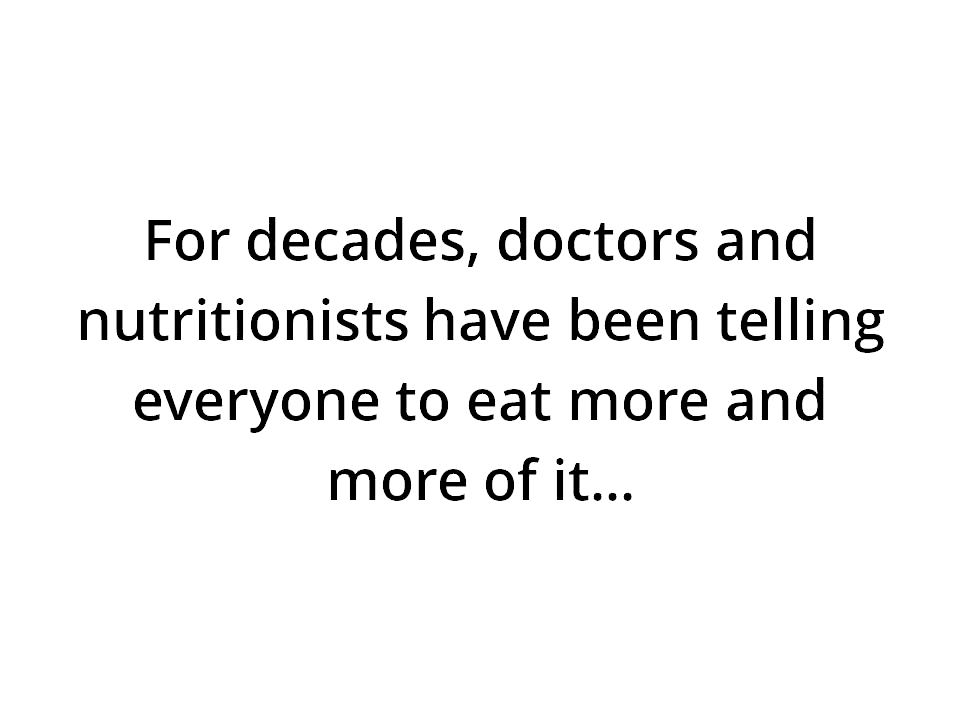 For decades, doctors and
nutritionists have been telling
everyone to eat more and
more of it...